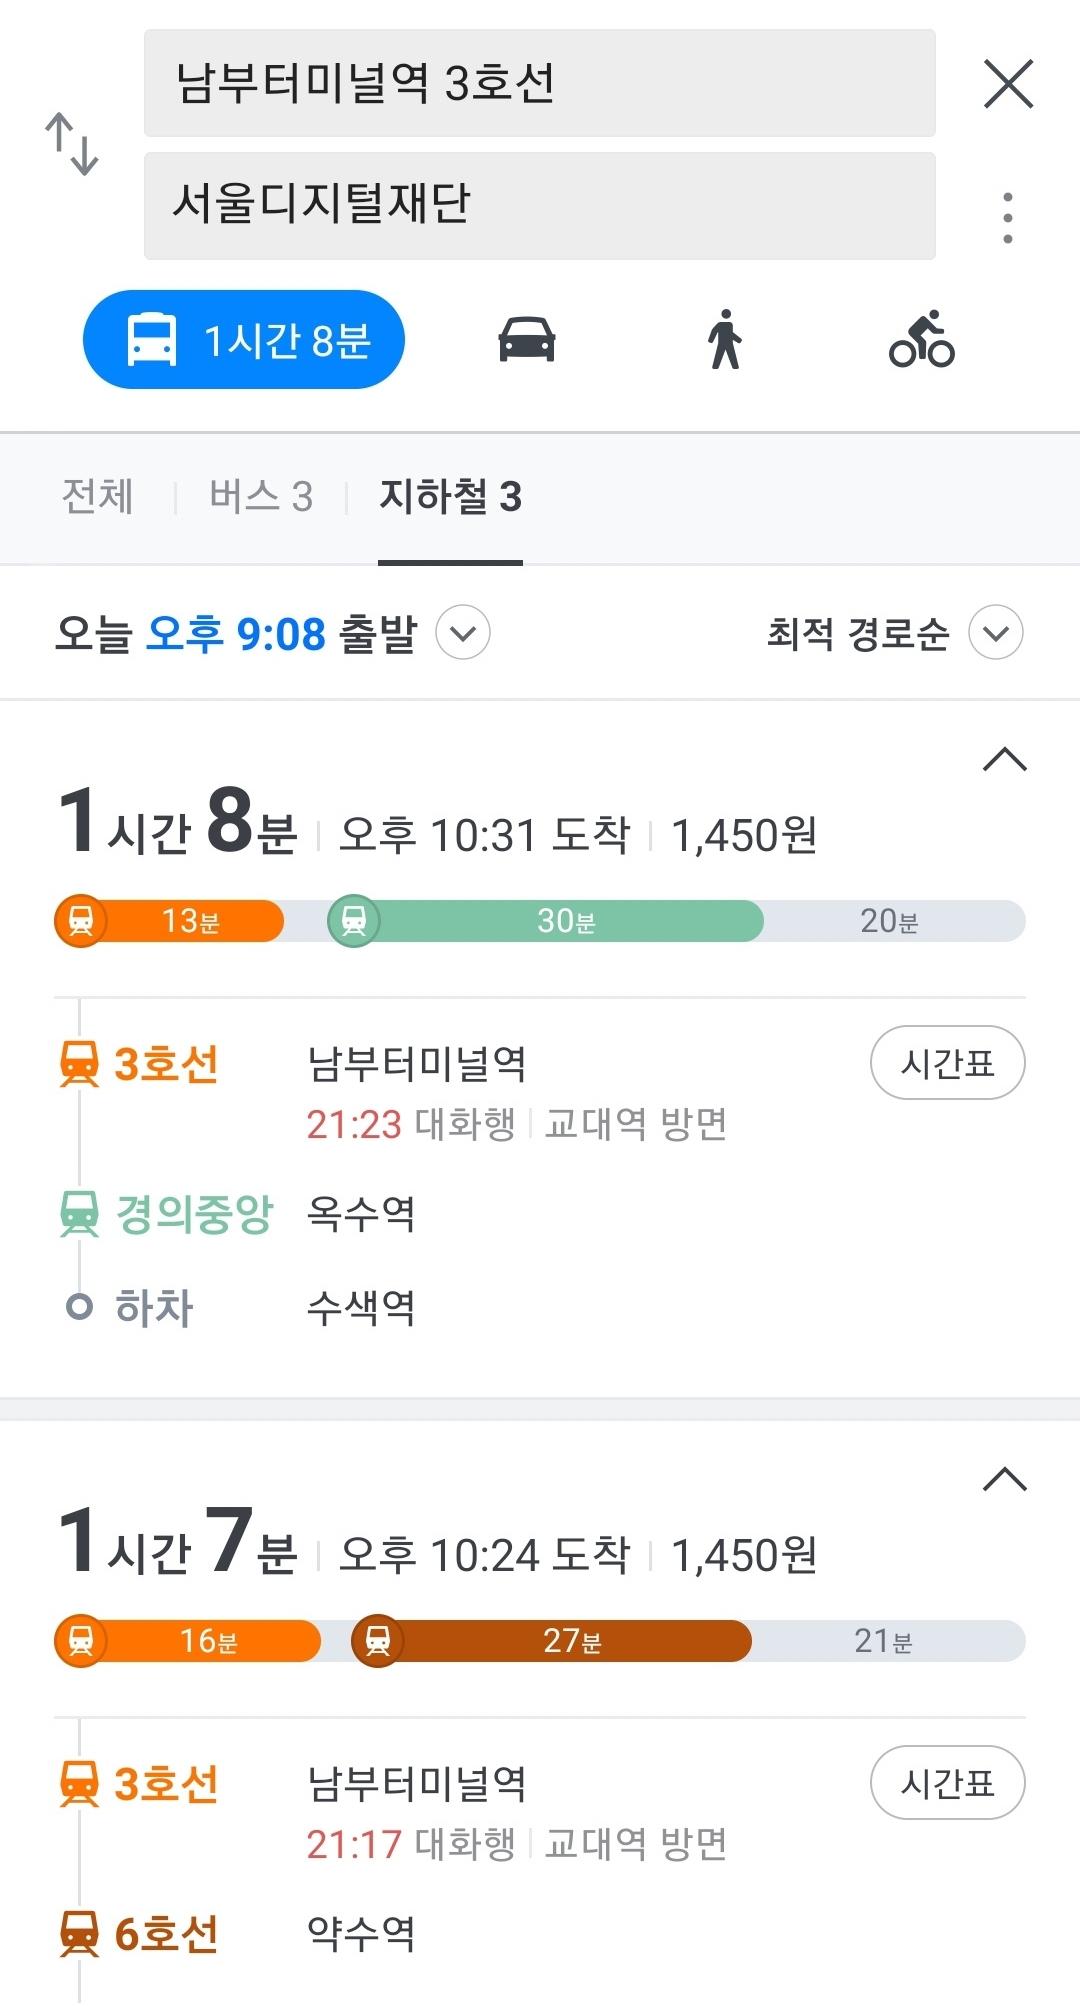 남부터미널역 3호선
서울디지털재단
1시간 8분
전체 버스 3 지하철 3
오늘 오후 9:08 출발 최적 경로순
1시간 8분 오후 10:31 도착 1,450원
13분 30분 20분
3호선 남부터미널역 시간표
21:23 대화행 교대역 방면
경의중앙 옥수역
하차 수색역
1시간 7분 오후 10:24 도착 1,450원
16분 27분 21분
3호선 남부터미널역 시간표
21:17 대화행 교대역 방면
6호선 약수역